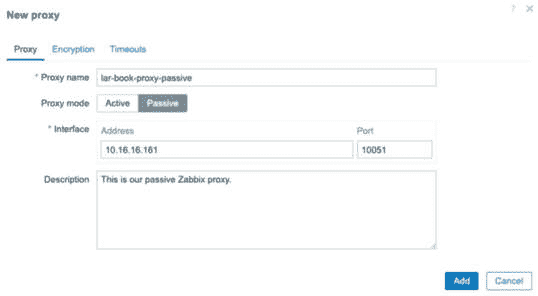 New proxy
? ×
Proxy Encryption Timeouts
* Proxy name lar-book-proxy-passive
Proxy mode Active Passive
* Interface Address Port
10.16.16.161 10051
Description This is our passive Zabbix proxy.
Add Cancel